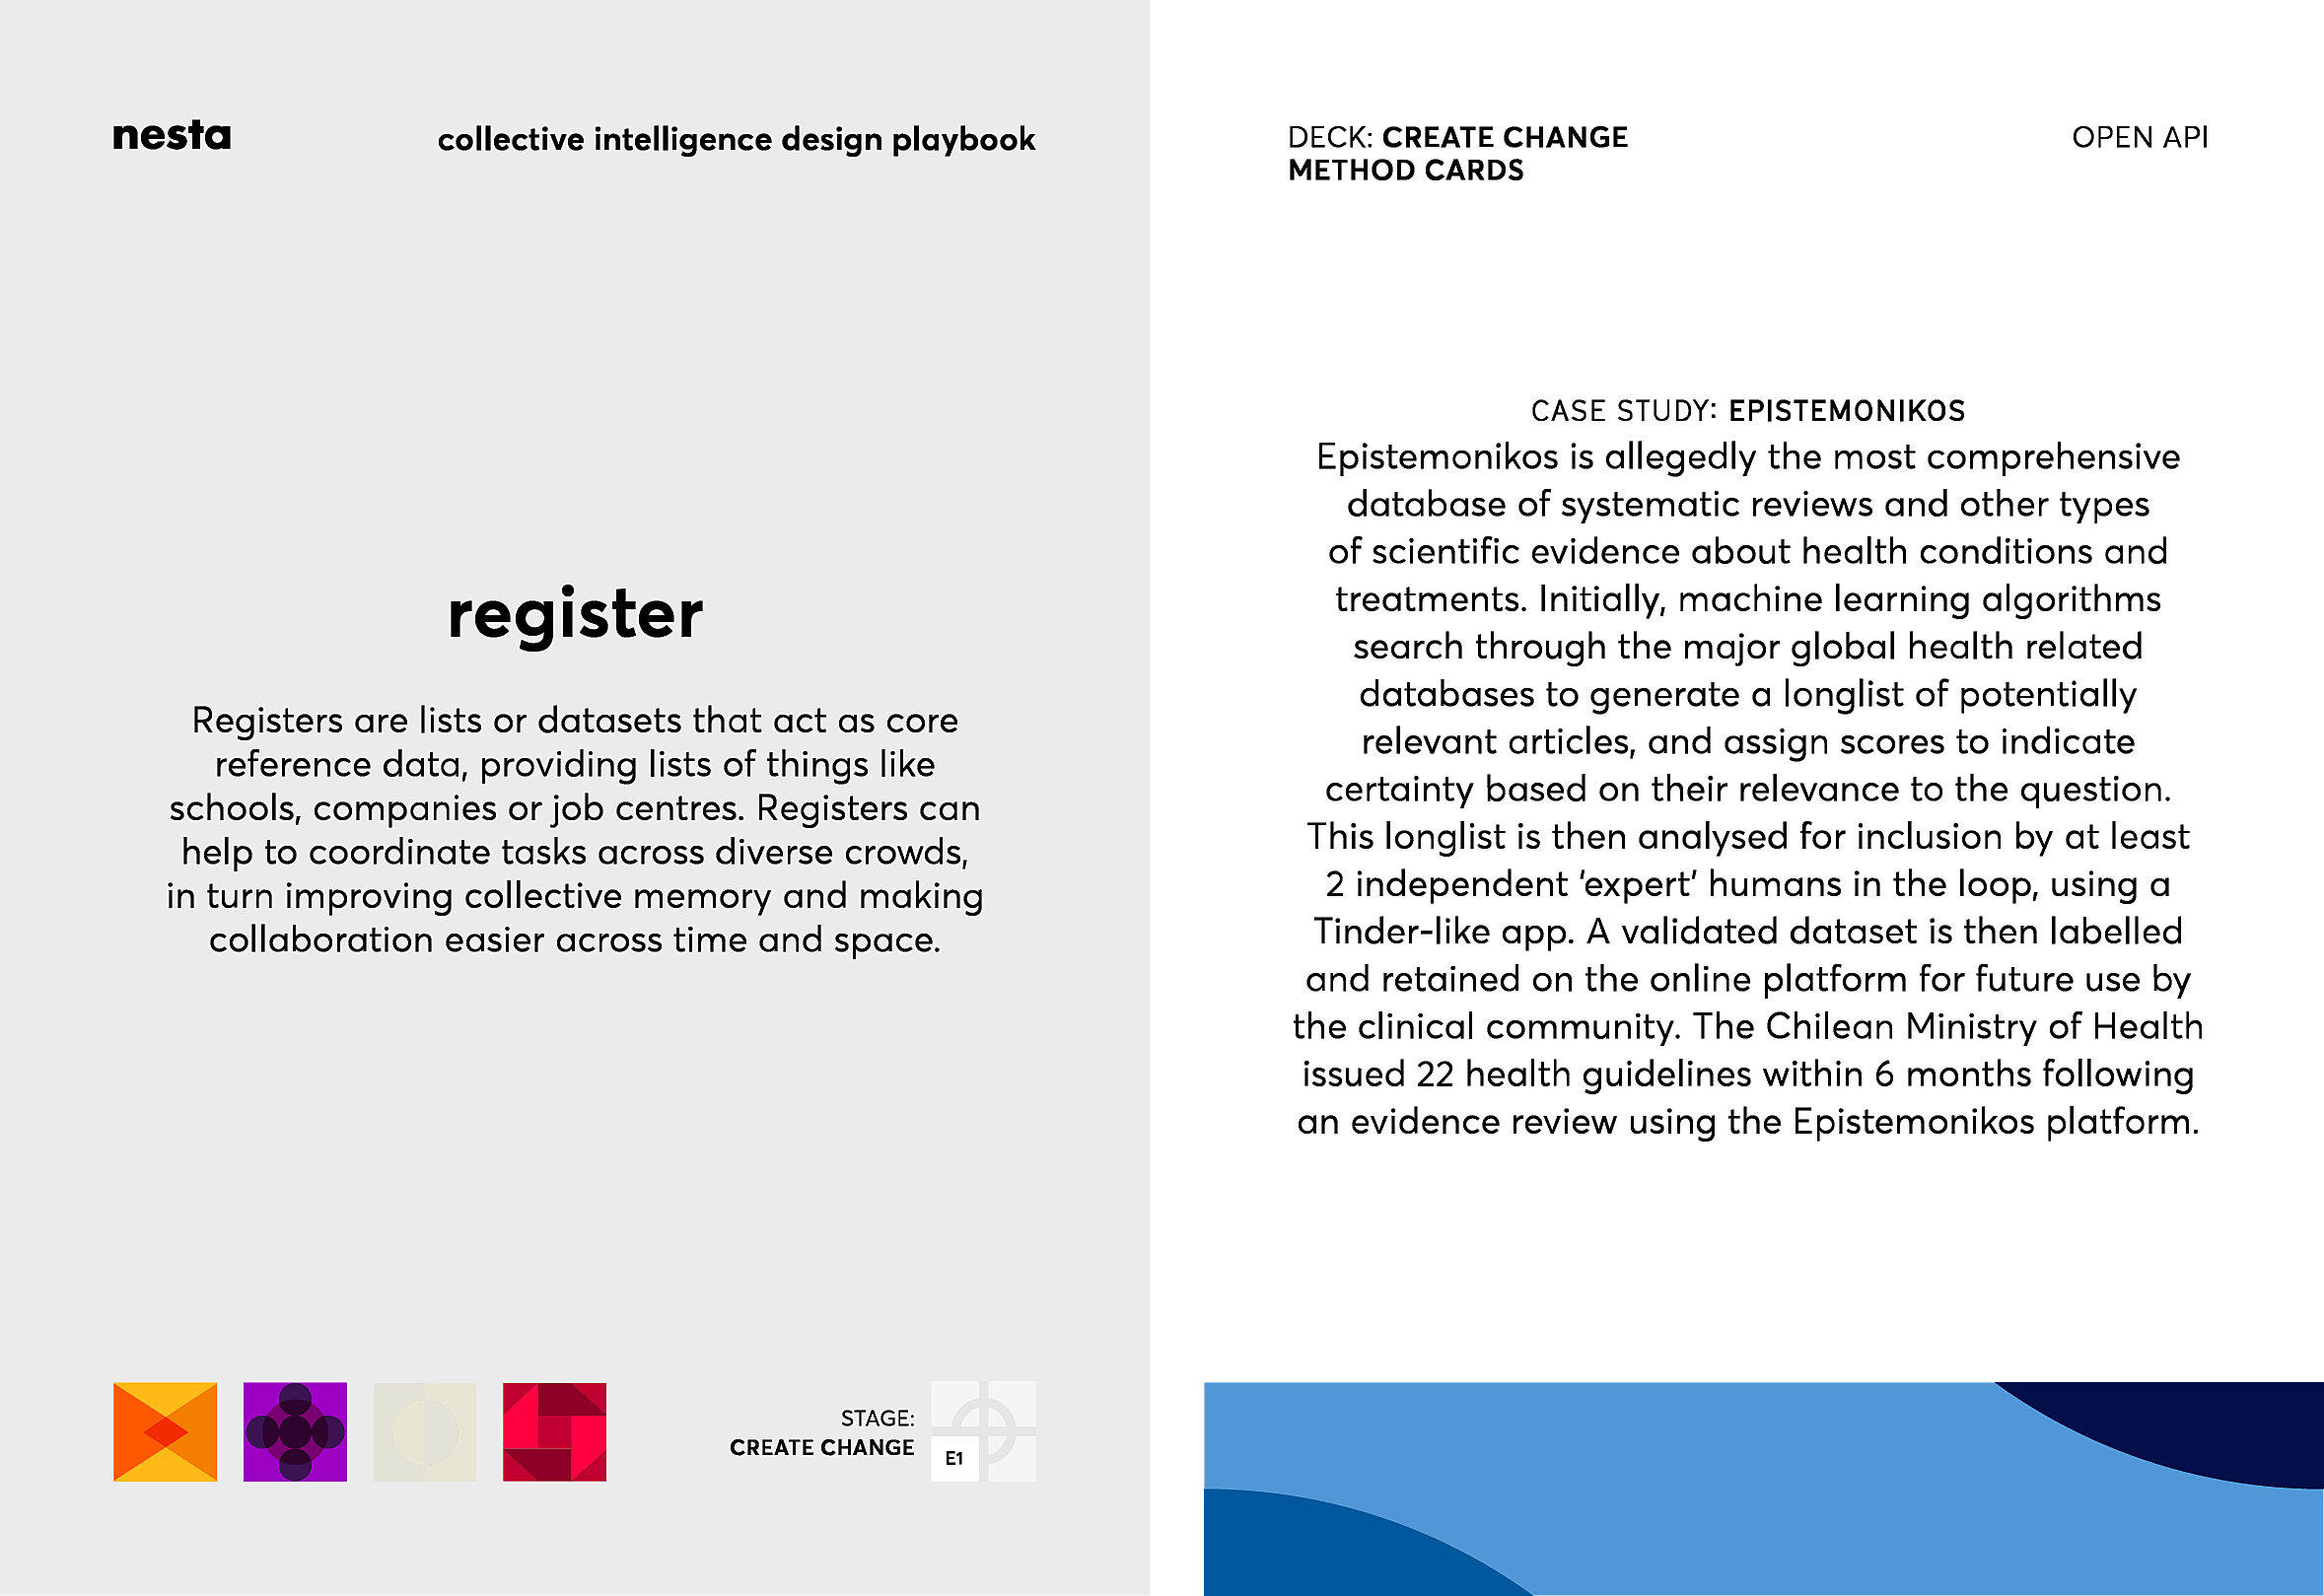 nesta
collective intelligence design playbook
register
Registers are lists or datasets that act as core
reference data, providing lists of things like
schools, companies or job centres. Registers can
help to coordinate tasks across diverse crowds,
in turn improving collective memory and making
collaboration easier across time and space.
STAGE:
CREATE CHANGE
E1
DECK: CREATE CHANGE
METHOD CARDS
OPEN API
CASE STUDY: EPISTEMONIKOS
Epistemonikos is allegedly the most comprehensive
database of systematic reviews and other types
of scientific evidence about health conditions and
treatments. Initially, machine learning algorithms
search through the major global health related
databases to generate a longlist of potentially
relevant articles, and assign scores to indicate
certainty based on their relevance to the question.
This longlist is then analysed for inclusion by at least
2 independent ‘expert’ humans in the loop, using a
Tinder-like app. A validated dataset is then labelled
and retained on the online platform for future use by
the clinical community. The Chilean Ministry of Health
issued 22 health guidelines within 6 months following
an evidence review using the Epistemonikos platform.